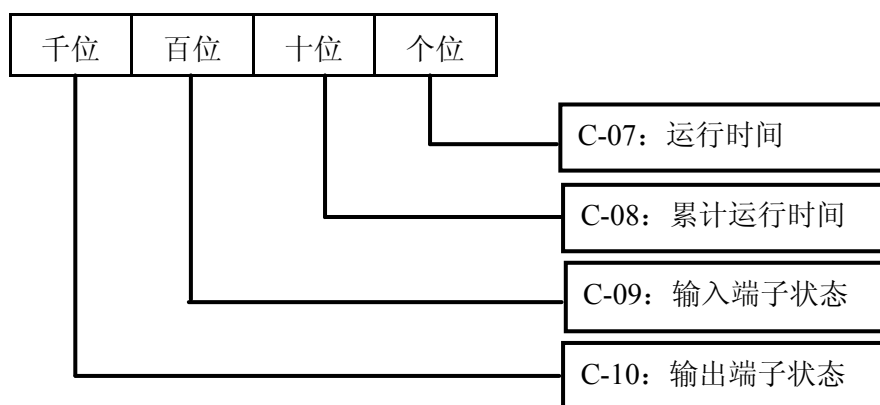 千位 百位 十位 个位
C-07：运行时间
C-08：累计运行时间
C-09：输入端子状态
C-10：输出端子状态